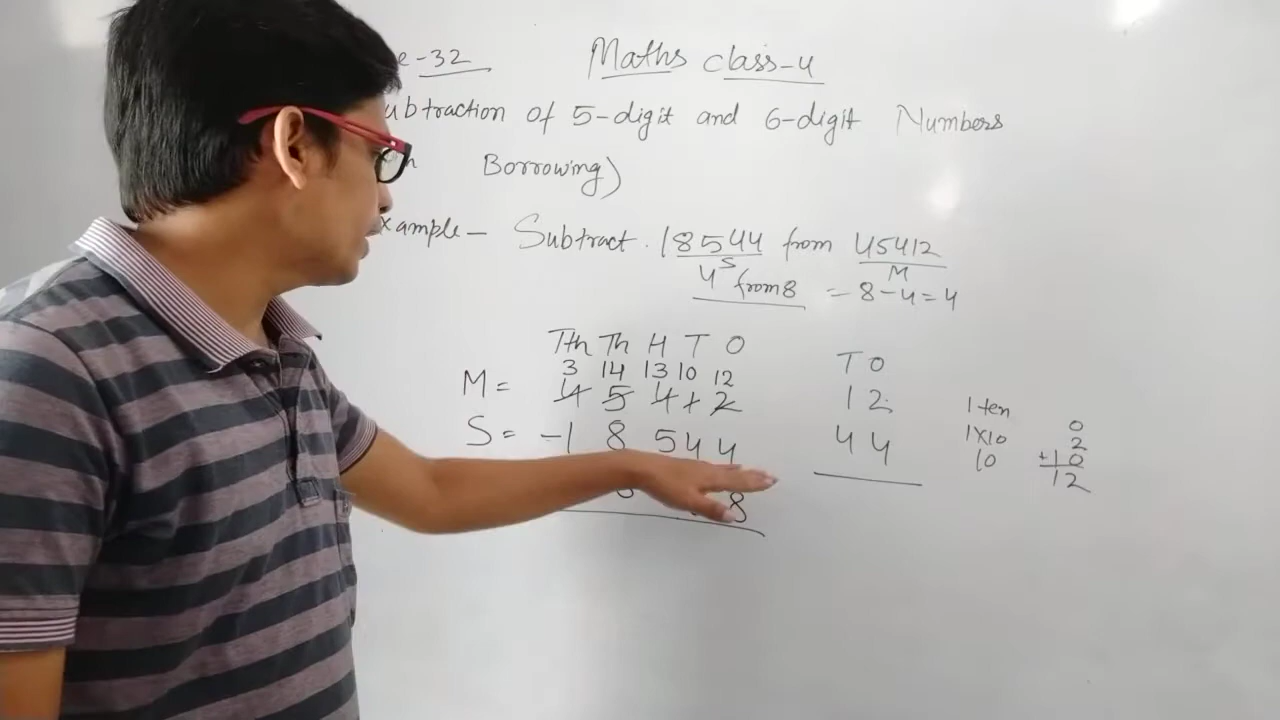 e-32 Maths class-4
ubtraction of 5-digit and 6-digit Numbers
Borrowing)
xample- Subtract. 18544 from 45412
S M
4 from 8 = 8-4=4
Tth Th H T O
3 14 13 10 12
M= 4 5 4 1 2
S= -1 8 5 4 4
8
T O
1 2
4 4
1 ten
1X10
10
0
2
+10
12